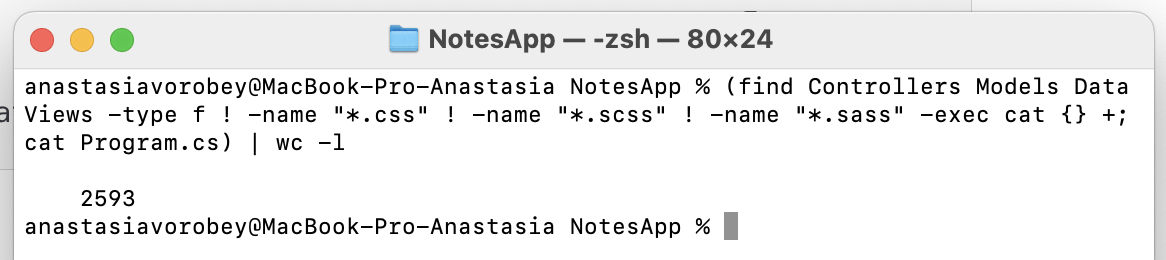 NotesApp — -zsh — 80×24
anastasiavorobey@MacBook-Pro-Anastasia NotesApp % (find Controllers Models Data
Views -type f ! -name "*.css" ! -name "*.scss" ! -name "*.sass" -exec cat {} +;
cat Program.cs) | wc -l
2593
anastasiavorobey@MacBook-Pro-Anastasia NotesApp %